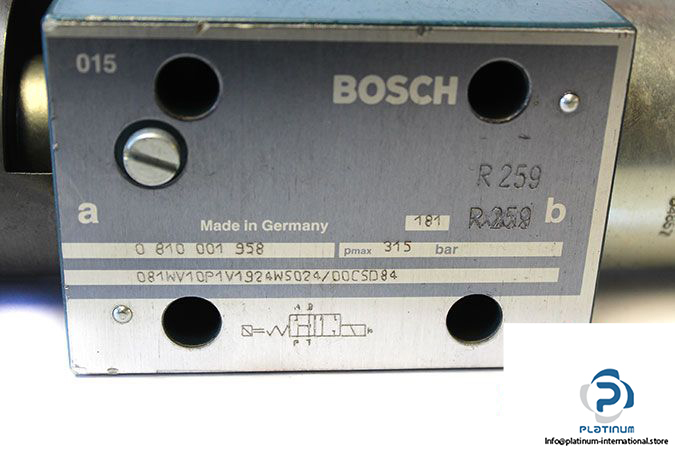 015
BOSCH
R 259
a
181
R 259
b
Made in Germany
0 810 001 958
pmax 315 bar
081WV10P1V1924WS024/00CSD84
A B
P T
PLATINUM
Info@platinum-international.store